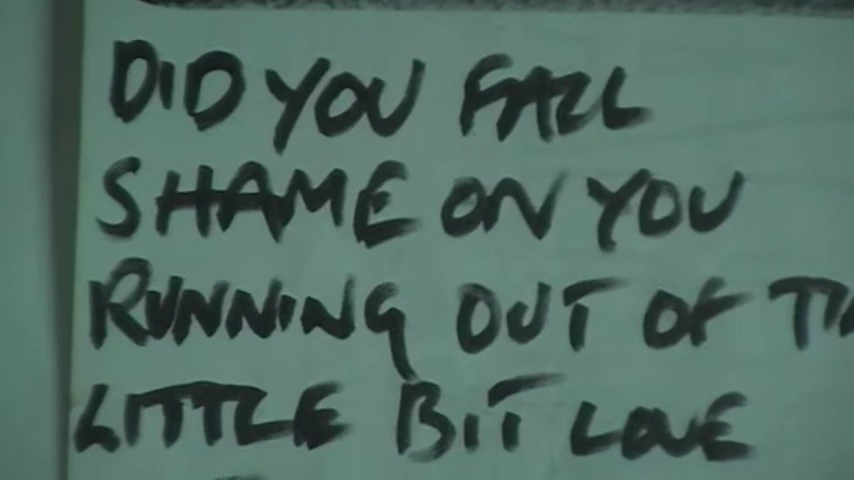 DID YOU FALL
SHAME ON YOU
RUNNING OUT OF
LITTLE BIT LOVE